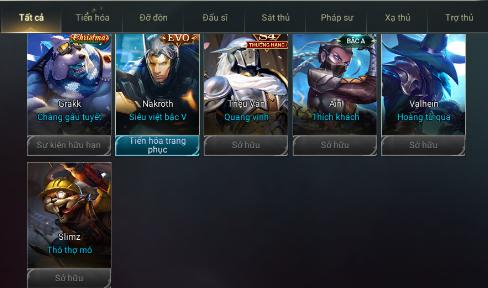 Tất cả Tiến hóa Đỡ đòn Đấu sĩ Sát thủ Pháp sư Xạ thủ Trợ thủ
Christmas EVO S4 THƯỞNG HẠNG BẬC A
Grakk Nakroth Triệu Vân Airi Valhein
Chàng gấu tuyết Siêu việt bậc V Quang vinh Thích khách Hoàng tử quạ
Sự kiện hữu hạn Tiến hóa trang phục Sở hữu Sở hữu Sở hữu
Slimz
Thỏ thợ mỏ
Sở hữu